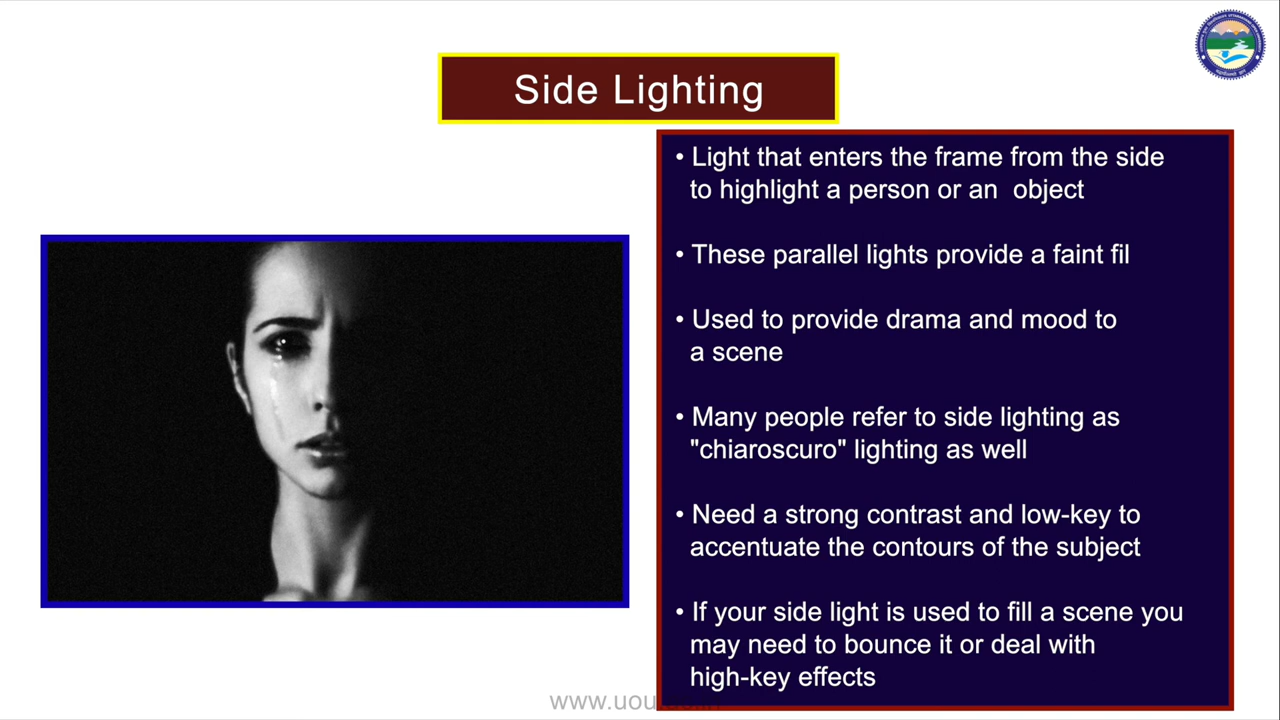 Side Lighting
• Light that enters the frame from the side
to highlight a person or an object
• These parallel lights provide a faint fil
• Used to provide drama and mood to
a scene
• Many people refer to side lighting as
"chiaroscuro" lighting as well
• Need a strong contrast and low-key to
accentuate the contours of the subject
• If your side light is used to fill a scene you
may need to bounce it or deal with
high-key effects